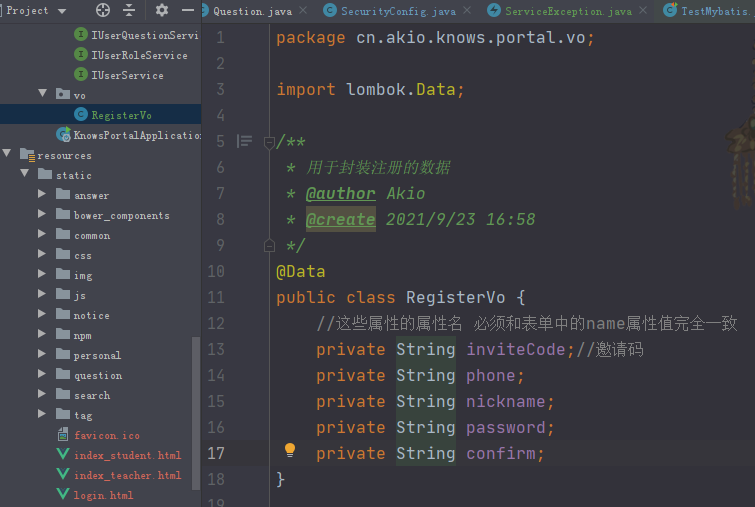 Project
Question.java
SecurityConfig.java
ServiceException.java
TestMybatis.
IUserQuestionServi
IUserRoleService
IUserService
vo
RegisterVo
KnowsPortalApplication
resources
static
answer
bower_components
common
css
img
js
notice
npm
personal
question
search
tag
favicon.ico
index_student.html
index_teacher.html
login.html
1 package cn.akio.knows.portal.vo;
2
3 import lombok.Data;
4
5 /**
6 * 用于封装注册的数据
7 * @author Akio
8 * @create 2021/9/23 16:58
9 */
10 @Data
11 public class RegisterVo {
12 //这些属性的属性名 必须和表单中的name属性值完全一致
13 private String inviteCode;//邀请码
14 private String phone;
15 private String nickname;
16 private String password;
17 private String confirm;
18 }
19